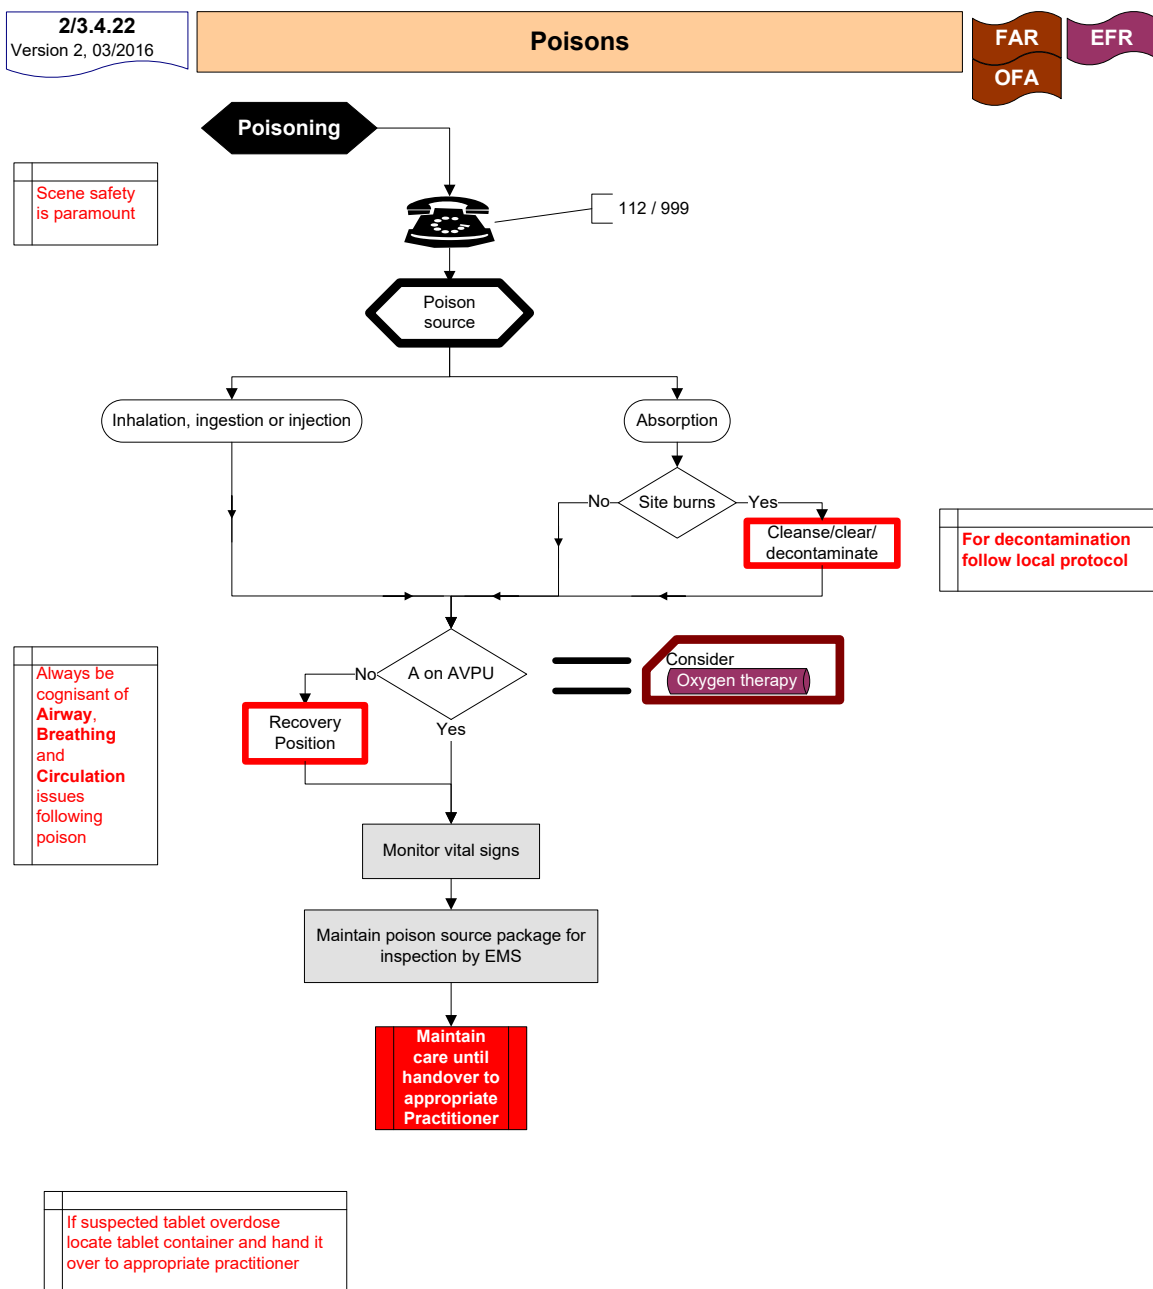 2/3.4.22
Version 2, 03/2016
Poisons
FAR
EFR
OFA
Poisoning
Scene safety
is paramount
112 / 999
Poison
source
Inhalation, ingestion or injection
Absorption
No
Site burns
Yes
Cleanse/clear/
decontaminate
For decontamination
follow local protocol
Always be
cognisant of
Airway,
Breathing
and
Circulation
issues
following
poison
No
A on AVPU
Yes
Consider
Oxygen therapy
Recovery
Position
Monitor vital signs
Maintain poison source package for
inspection by EMS
Maintain
care until
handover to
appropriate
Practitioner
If suspected tablet overdose
locate tablet container and hand it
over to appropriate practitioner